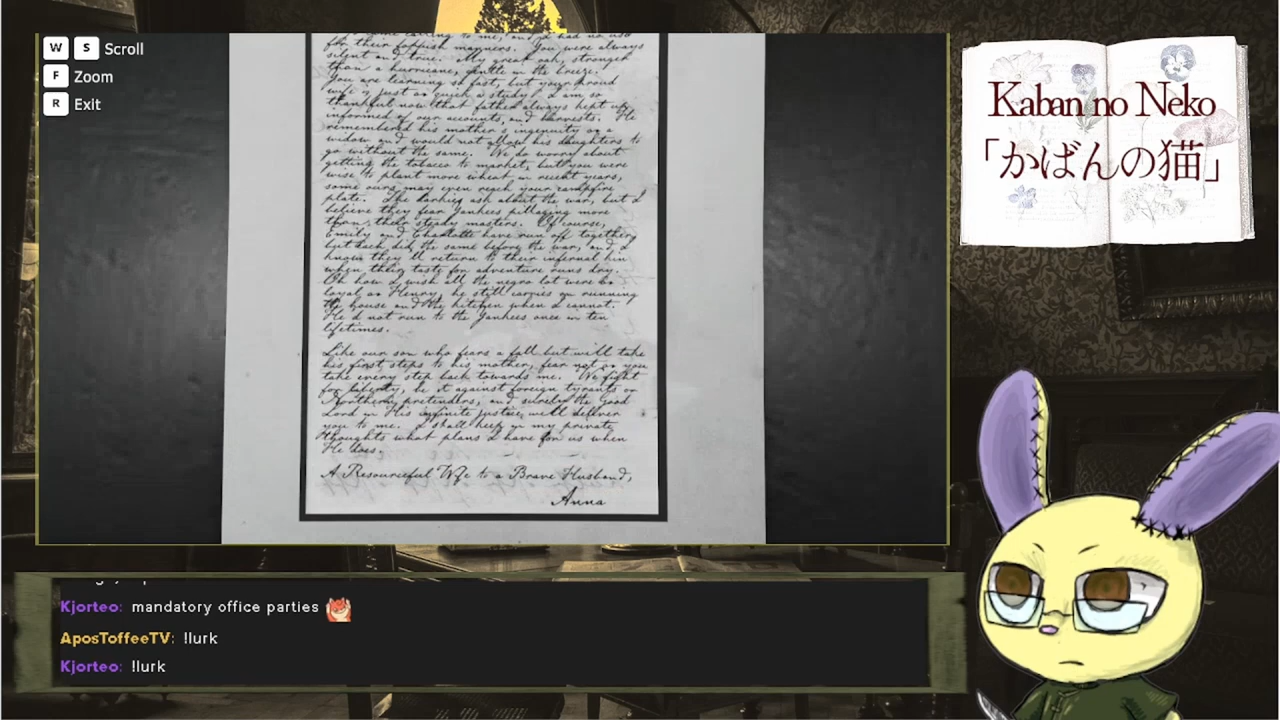 W S Scroll
F Zoom
R Exit
to me, and I had no use
for their foppish manners. You were always
silent and true. My great oak, stronger
than a hurricane, gentle in the breeze.
You are learning so fast, but your proud
wife is just as quick a study! I am so
thankful now that father always kept us
informed of our accounts and harvests. He
remembered his mother's ingenuity as a
widow and would not allow his daughters to
go without the same. We do worry about
getting the tobacco to market, but you were
wise to plant more wheat in recent years,
some ours may even reach your campfire
plate. The darkies ask about the war, but I
believe they fear Yankees pillaging more
than their steady masters. Of course,
Emily and Charlotte have run off together
but each did the same before the war, and I
know they'll return to their infernal kin
when their taste for adventure runs dry.
Oh how I wish all the negro lot were as
loyal as Henry, he still carries on running
the house and the kitchen when I cannot.
He'd not run to the Yankees once in ten
lifetimes.
Like our son who fears a fall but will take
his first steps to his mother, fear not as you
take every step back towards me. We fight
for liberty, be it against foreign tyrants or
Northern pretenders, and surely the Good
Lord in His infinite justice will deliver
you to me. I shall keep in my private
thoughts what plans I have for us when
He does.
A Resourceful Wife to a Brave Husband,
Anna
Kaban no Neko
「かばんの猫」
Kjorteo: mandatory office parties
AposToffeeTV: !lurk
Kjorteo: !lurk